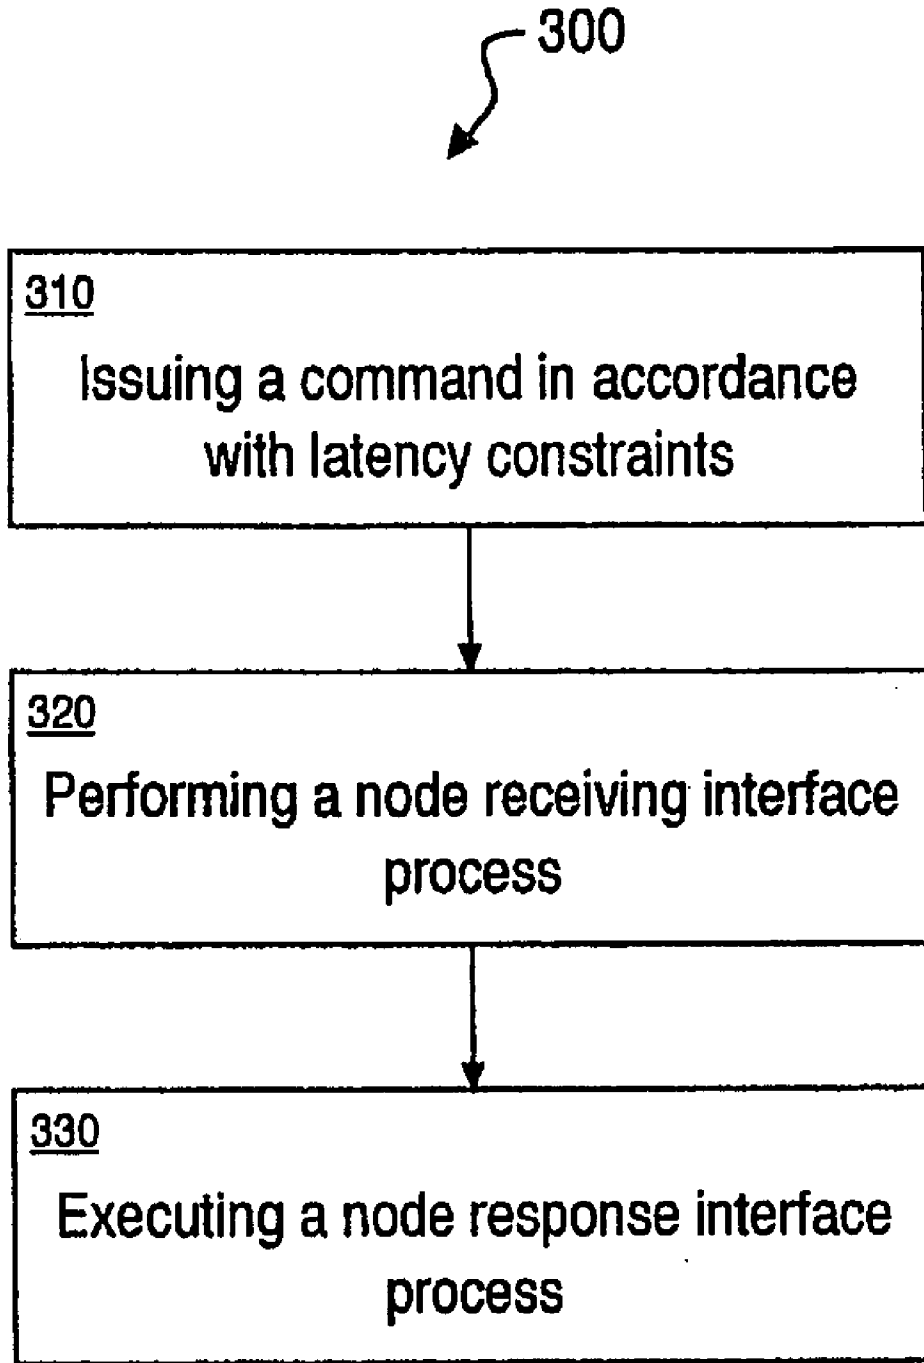 300
310
Issuing a command in accordance
with latency constraints
320
Performing a node receiving interface
process
330
Executing a node response interface
process